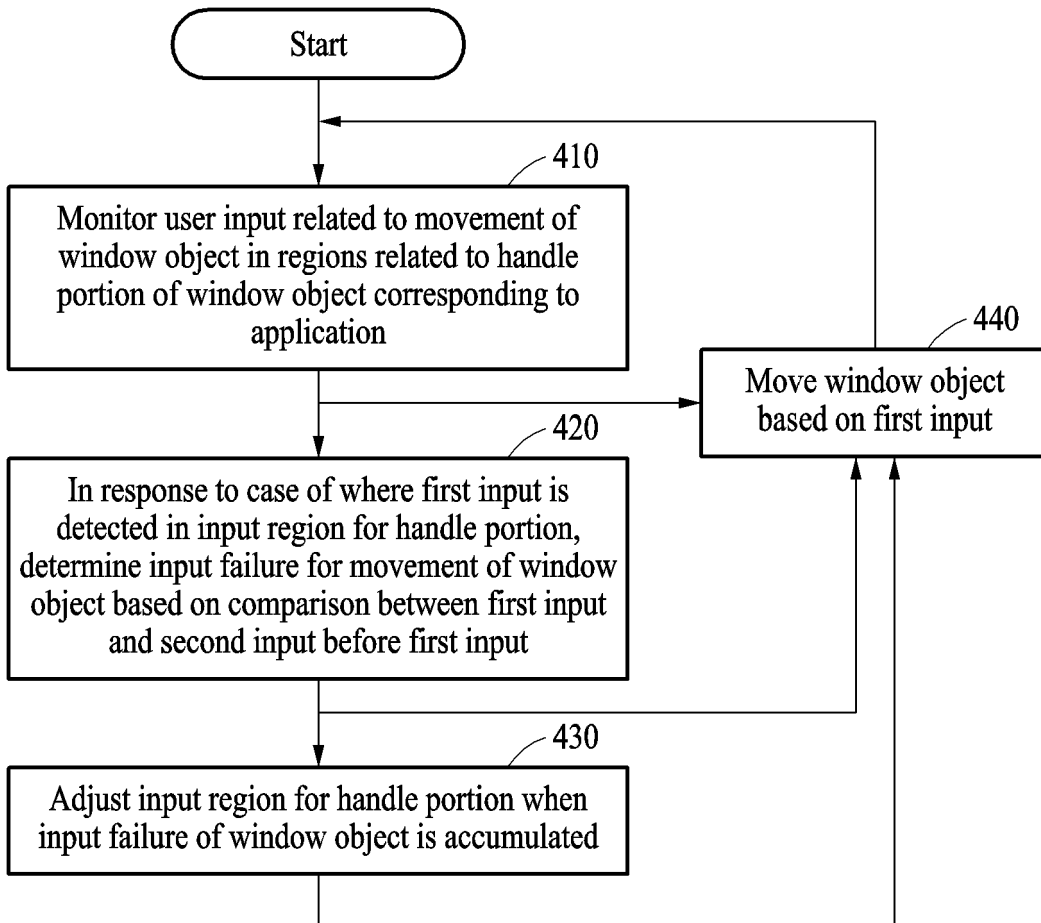 Start
410
Monitor user input related to movement of
window object in regions related to handle
portion of window object corresponding to
application
440
Move window object
based on first input
420
In response to case of where first input is
detected in input region for handle portion,
determine input failure for movement of window
object based on comparison between first input
and second input before first input
430
Adjust input region for handle portion when
input failure of window object is accumulated